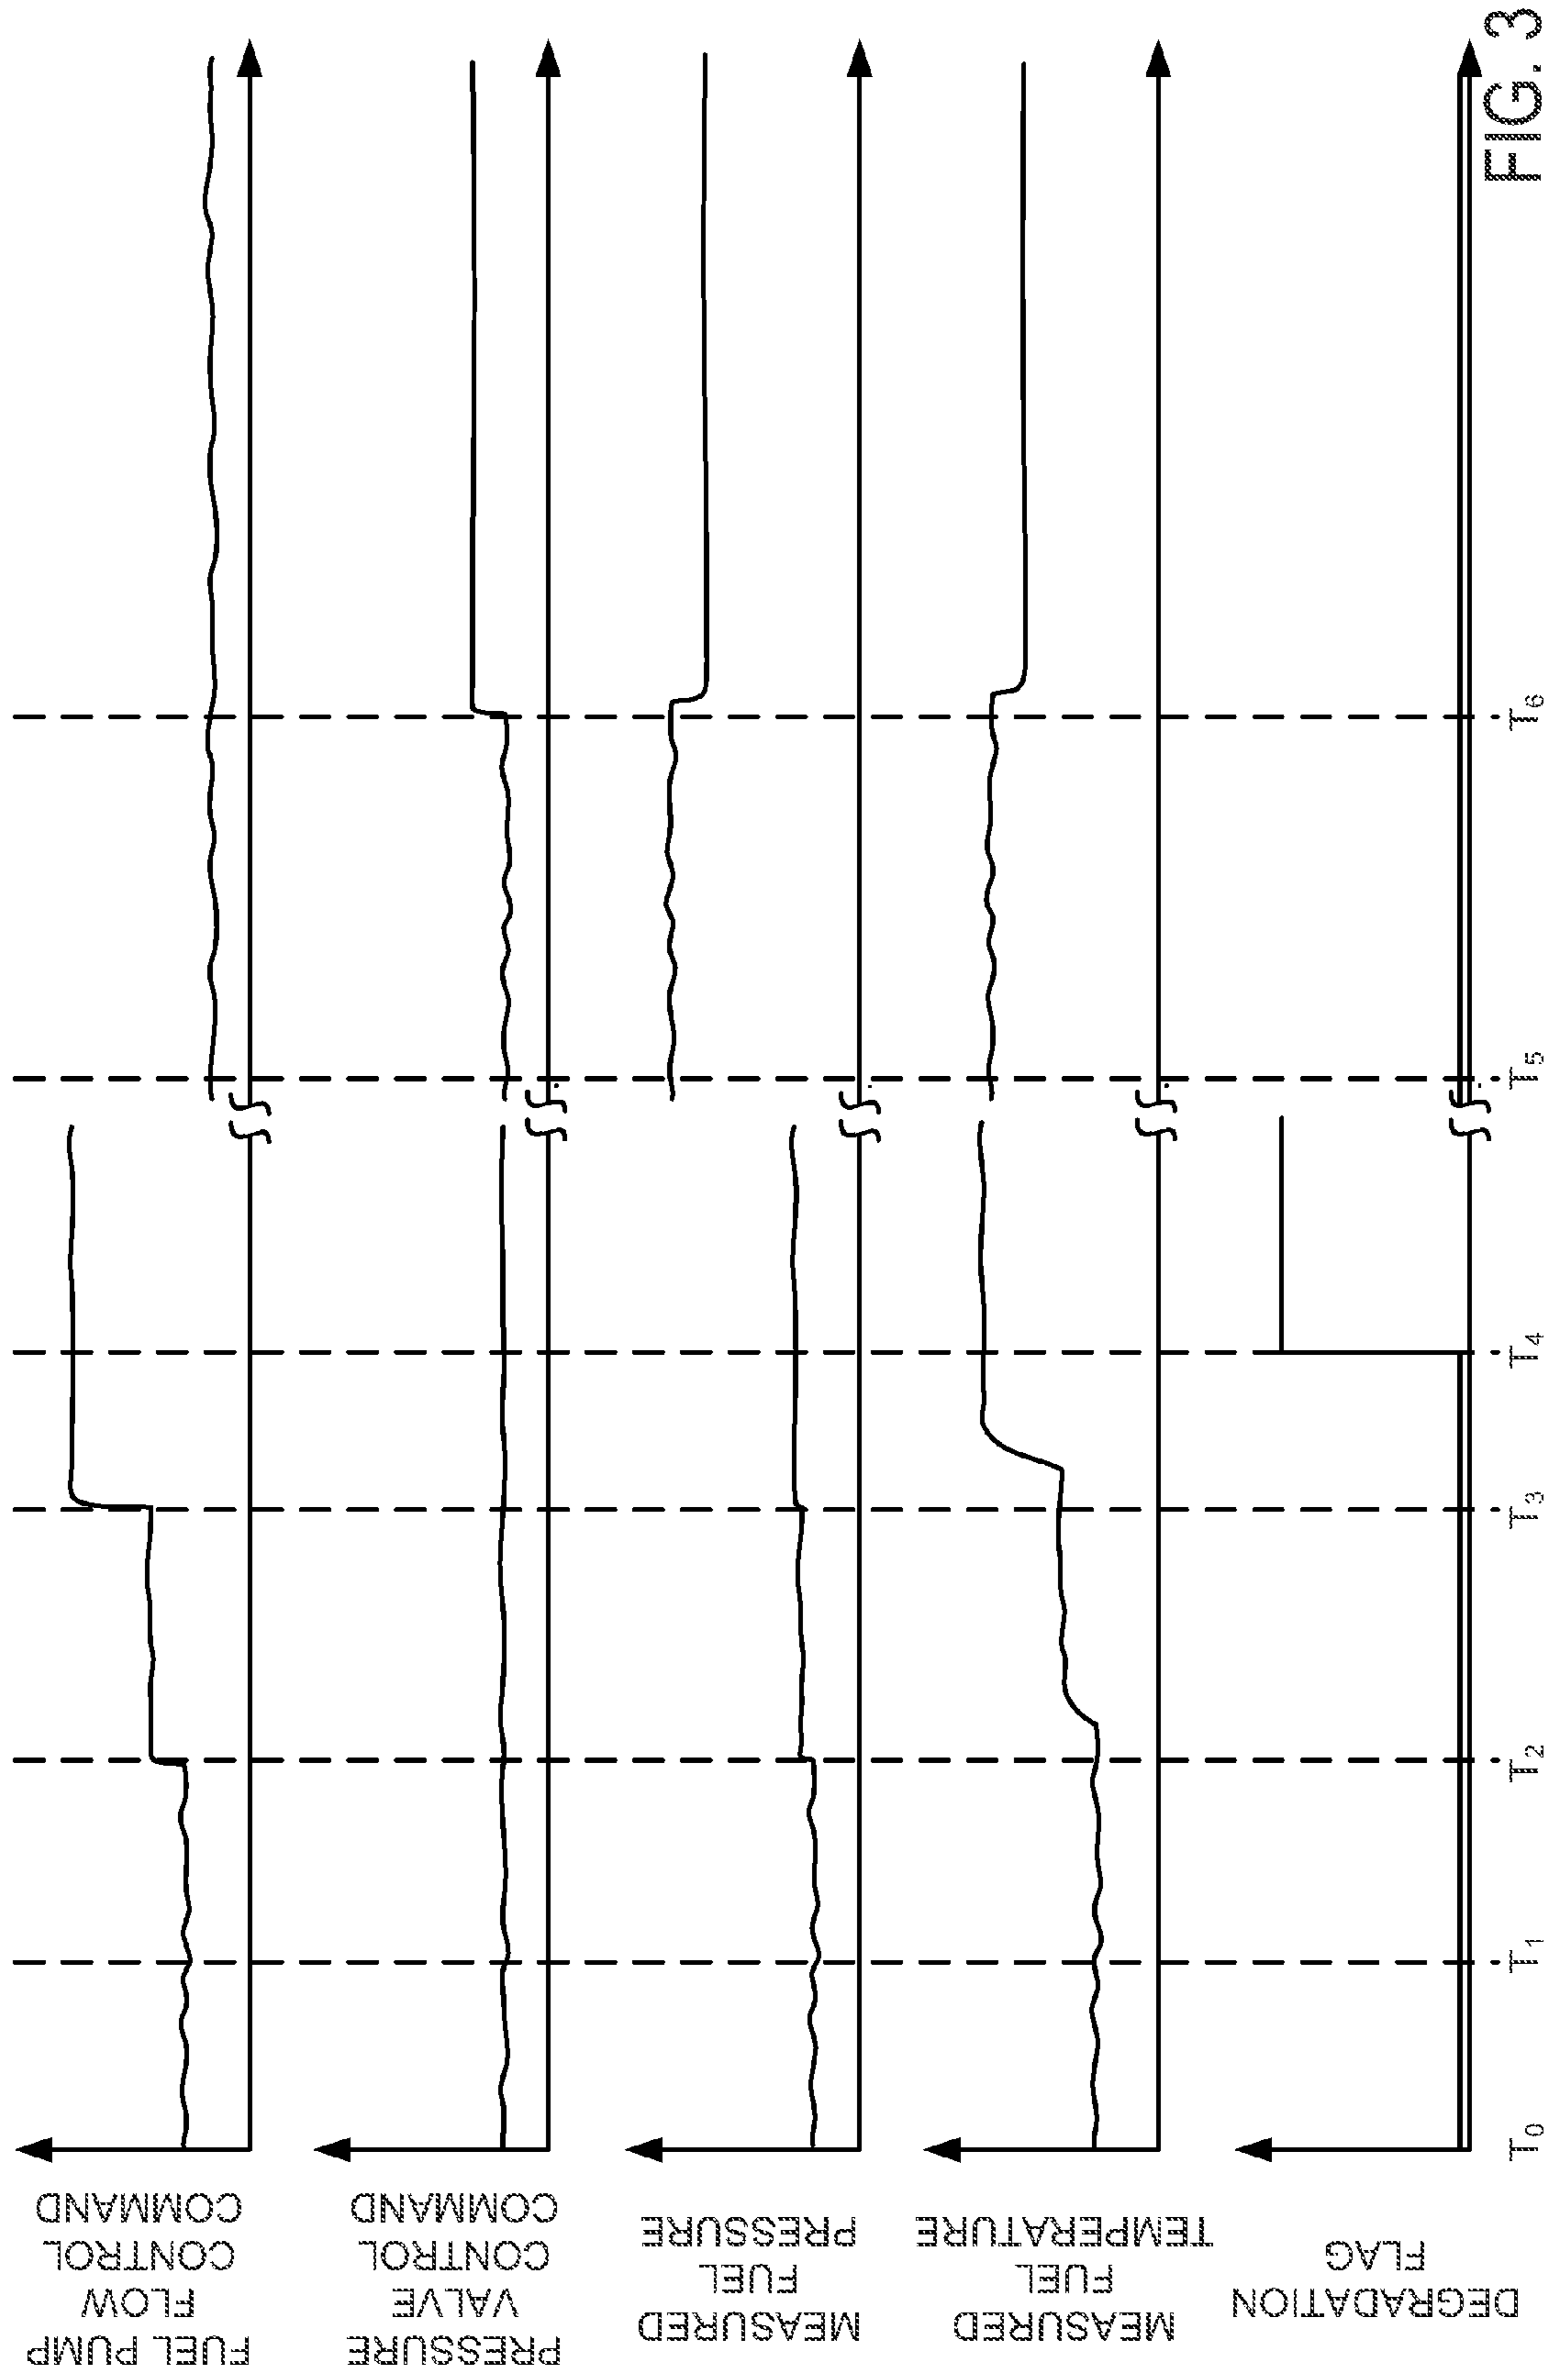 FUEL PUMP
FLOW
CONTROL
COMMAND
PRESSURE
VALVE
CONTROL
COMMAND
MEASURED
FUEL
PRESSURE
MEASURED
FUEL
TEMPERATURE
DEGRADATION
FLAG
T0 T1 T2 T3 T4 T5 T6
FIG. 3